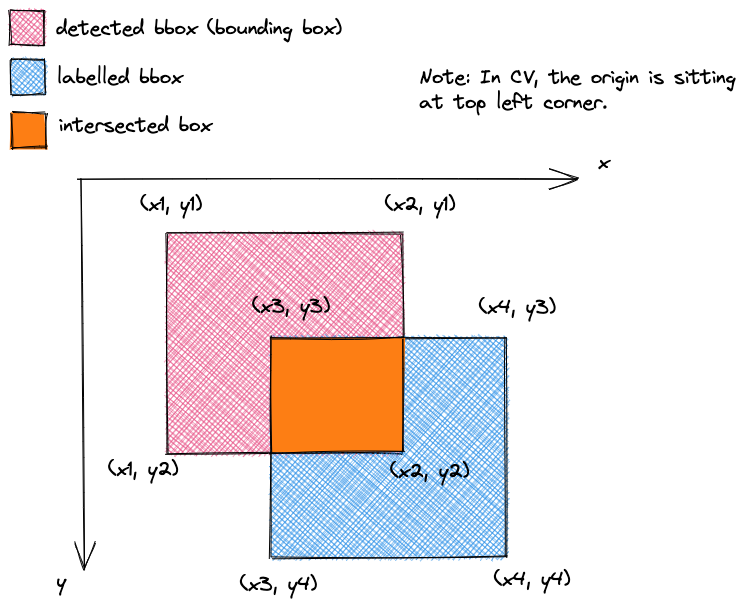 detected bbox (bounding box)
labelled bbox
Note: In CV, the origin is sitting
at top left corner.
intersected box
x
(x1, y1)
(x2, y1)
(x3, y3)
(x4, y3)
(x1, y2)
(x2, y2)
y
(x3, y4)
(x4, y4)